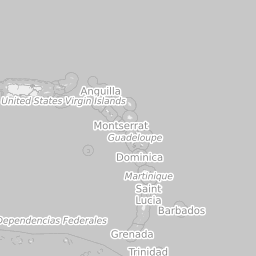 Anguilla
United States Virgin Islands
Montserrat
Guadeloupe
Dominica
Martinique
Saint
Lucia
Barbados
Dependencias Federales
Grenada
Trinidad